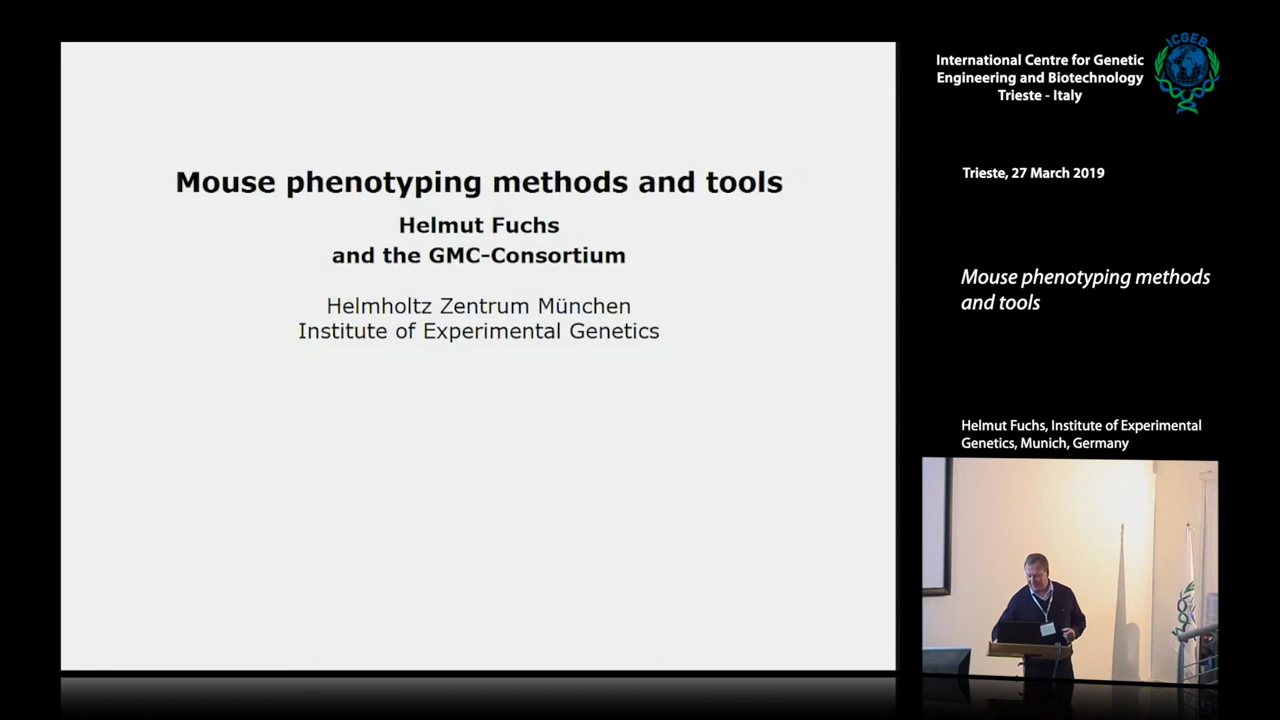 Mouse phenotyping methods and tools
Helmut Fuchs
and the GMC-Consortium
Helmholtz Zentrum München
Institute of Experimental Genetics
International Centre for Genetic
Engineering and Biotechnology
Trieste - Italy
ICGEB
Trieste, 27 March 2019
Mouse phenotyping methods
and tools
Helmut Fuchs, Institute of Experimental
Genetics, Munich, Germany